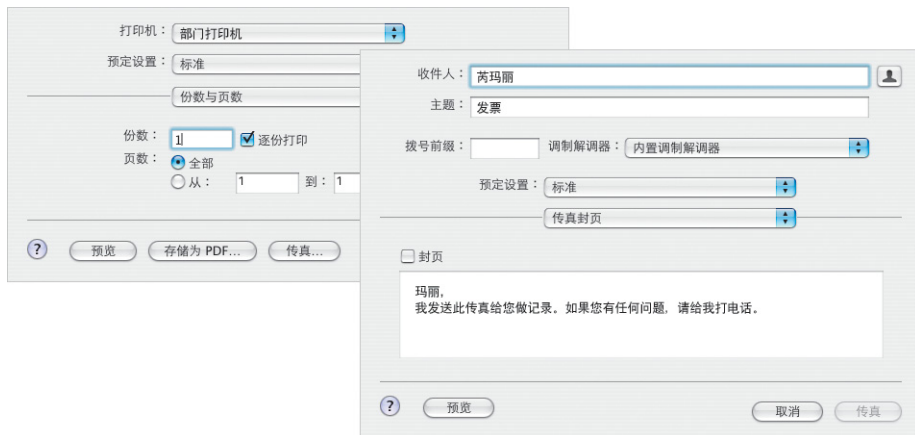 打印机：部门打印机
预定设置：标准
份数与页数
份数：1 逐份打印
页数：全部
从：1 到：1
? 预览 存储为 PDF... 传真...
收件人：芮玛丽
主题：发票
拨号前缀： 调制解调器：内置调制解调器
预定设置：标准
传真封页
封页
玛丽，
我发送此传真给您做记录。如果您有任何问题，请给我打电话。
? 预览 取消 传真